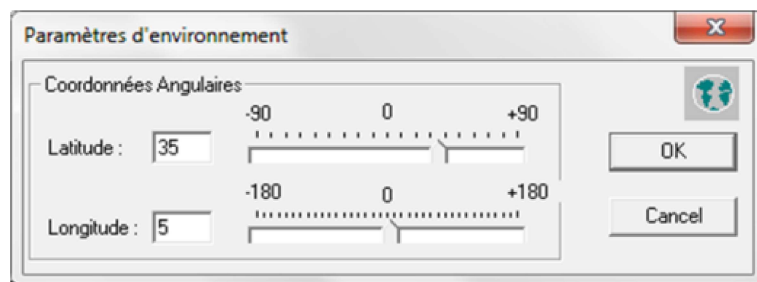 Paramètres d'environnement
Coordonnées Angulaires
-90 0 +90
Latitude : 35
OK
-180 0 +180
Longitude : 5
Cancel